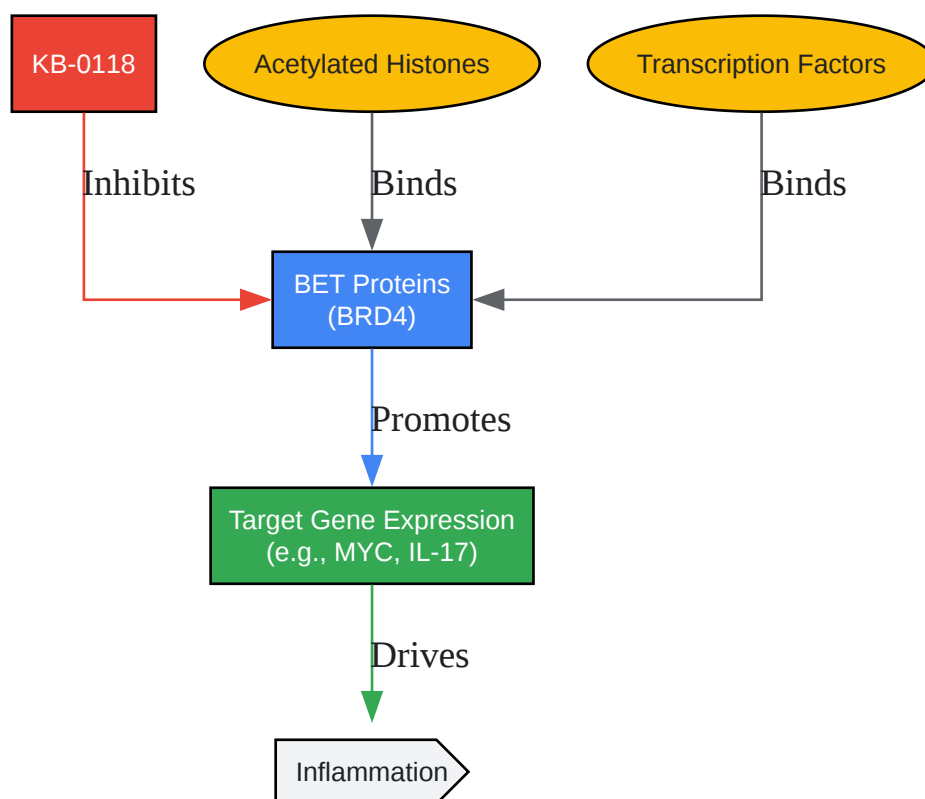 KB-0118
Acetylated Histones
Transcription Factors
Inhibits
Binds
Binds
BET Proteins
(BRD4)
Promotes
Target Gene Expression
(e.g., MYC, IL-17)
Drives
Inflammation